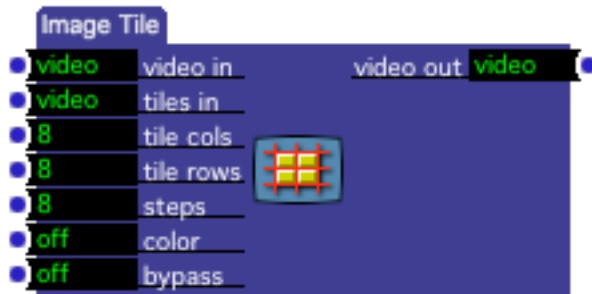 Image Tile
video video in video out video
video tiles in
8 tile cols
8 tile rows
8 steps
off color
off bypass